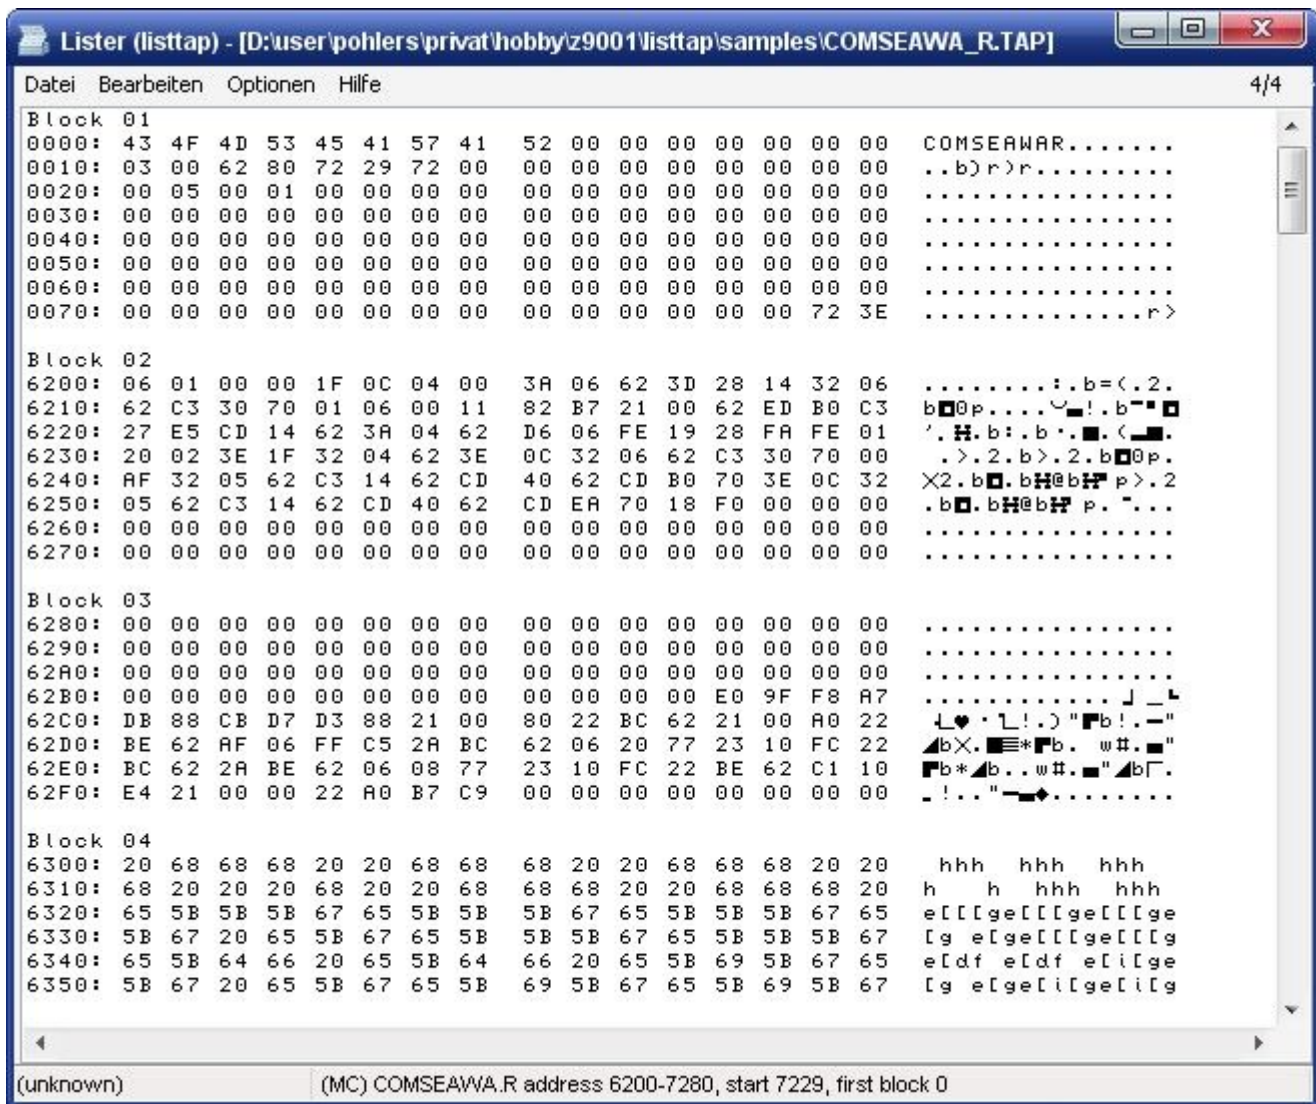 Lister (listtap) - [D:\user\pohlers\privat\hobby\z9001\listtap\samples\COMSEAWA_R.TAP]
Datei Bearbeiten Optionen Hilfe 4/4
Block 01
0000: 43 4F 4D 53 45 41 57 41 52 00 00 00 00 00 00 00 COMSEAWAR.......
0010: 03 00 62 80 72 29 72 00 00 00 00 00 00 00 00 00 ..b)r)r.........
0020: 00 05 00 01 00 00 00 00 00 00 00 00 00 00 00 00 ................
0030: 00 00 00 00 00 00 00 00 00 00 00 00 00 00 00 00 ................
0040: 00 00 00 00 00 00 00 00 00 00 00 00 00 00 00 00 ................
0050: 00 00 00 00 00 00 00 00 00 00 00 00 00 00 00 00 ................
0060: 00 00 00 00 00 00 00 00 00 00 00 00 00 00 00 00 ................
0070: 00 00 00 00 00 00 00 00 00 00 00 00 00 00 72 3E ..............r>
Block 02
6200: 06 01 00 00 1F 0C 04 00 3A 06 62 3D 28 14 32 06 ........:.b=(.2.
6210: 62 C3 30 70 01 06 00 11 82 B7 21 00 62 ED B0 C3
6220: 27 E5 CD 14 62 3A 04 62 D6 06 FE 19 28 FA FE 01
6230: 20 02 3E 1F 32 04 62 3E 0C 32 06 62 C3 30 70 00
6240: AF 32 05 62 C3 14 62 CD 40 62 CD B0 70 3E 0C 32
6250: 05 62 C3 14 62 CD 40 62 CD EA 70 18 F0 00 00 00
6260: 00 00 00 00 00 00 00 00 00 00 00 00 00 00 00 00 ................
6270: 00 00 00 00 00 00 00 00 00 00 00 00 00 00 00 00 ................
Block 03
6280: 00 00 00 00 00 00 00 00 00 00 00 00 00 00 00 00 ................
6290: 00 00 00 00 00 00 00 00 00 00 00 00 00 00 00 00 ................
62A0: 00 00 00 00 00 00 00 00 00 00 00 00 00 00 00 00 ................
62B0: 00 00 00 00 00 00 00 00 00 00 00 00 E0 9F F8 A7
62C0: DB 88 CB D7 D3 88 21 00 80 22 BC 62 21 00 A0 22
62D0: BE 62 AF 06 FF C5 2A BC 62 06 20 77 23 10 FC 22
62E0: BC 62 2A BE 62 06 08 77 23 10 FC 22 BE 62 C1 10
62F0: E4 21 00 00 22 A0 B7 C9 00 00 00 00 00 00 00 00
Block 04
6300: 20 68 68 68 20 20 68 68 68 20 20 68 68 68 20 20  hhh  hhh  hhh
6310: 68 20 20 20 68 20 20 68 68 68 20 20 68 68 68 20 h   h  hhh  hhh
6320: 65 5B 5B 5B 67 65 5B 5B 5B 67 65 5B 5B 5B 67 65 e[[[ge[[[ge[[[ge
6330: 5B 67 20 65 5B 67 65 5B 5B 5B 67 65 5B 5B 5B 67 [g e[ge[[[ge[[[g
6340: 65 5B 64 66 20 65 5B 64 66 20 65 5B 69 5B 67 65 e[df e[df e[i[ge
6350: 5B 67 20 65 5B 67 65 5B 69 5B 67 65 5B 69 5B 67 [g e[ge[i[ge[i[g
(unknown) (MC) COMSEAWA.R address 6200-7280, start 7229, first block 0